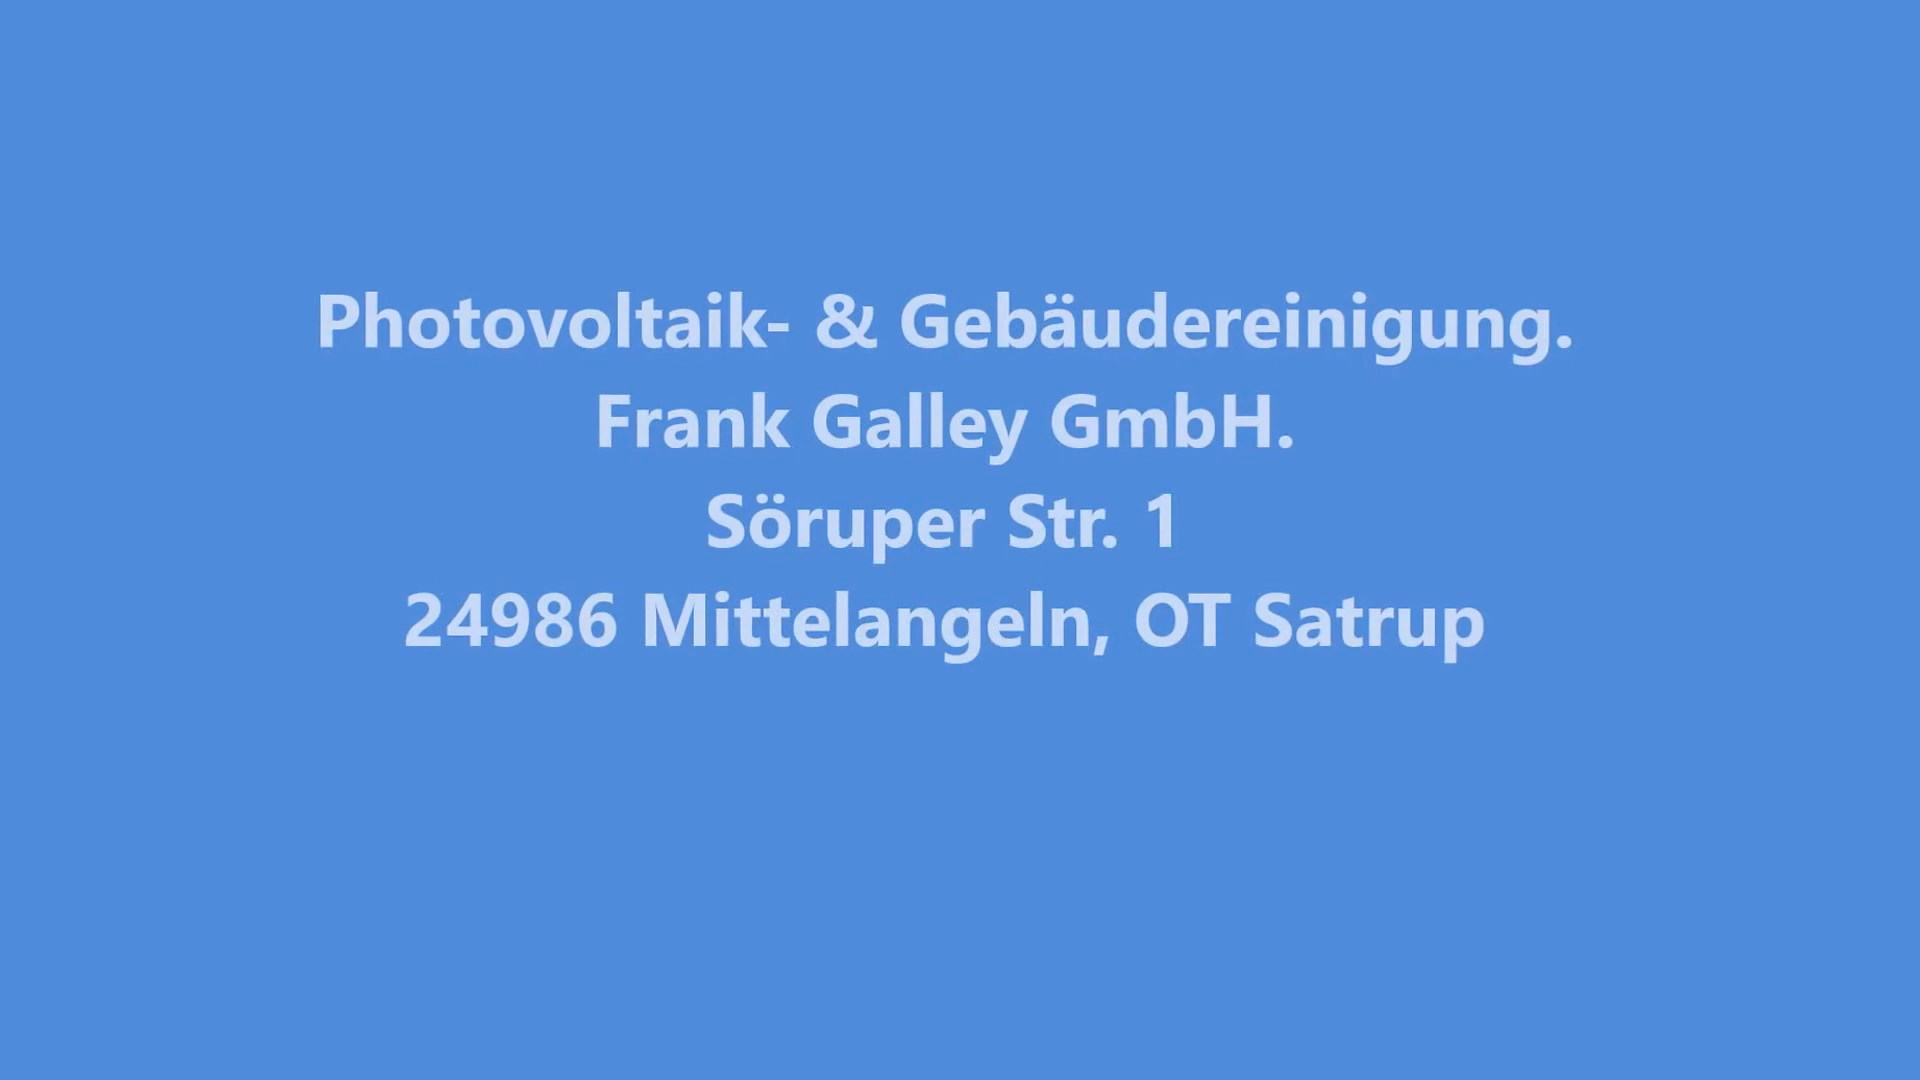 Photovoltaik- & Gebäudereinigung.
Frank Galley GmbH.
Söruper Str. 1
24986 Mittelangeln, OT Satrup